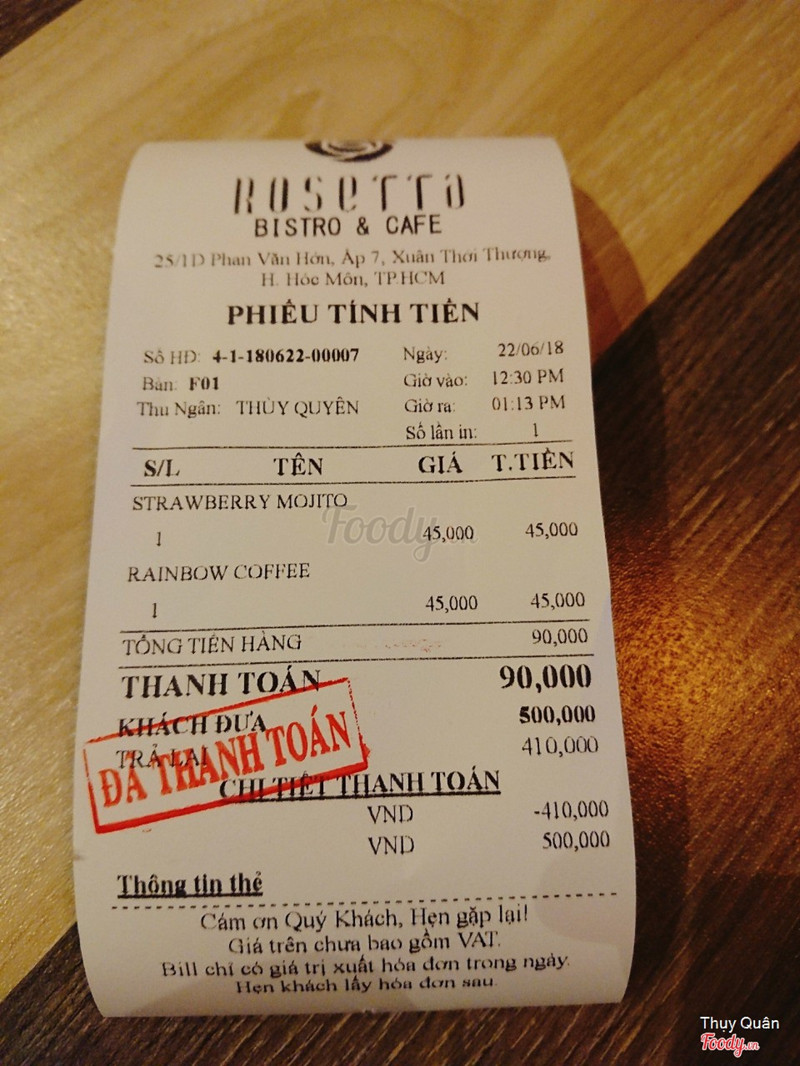 ROSETTA
BISTRO & CAFE
25/1D Phan Văn Hớn, Ấp 7, Xuân Thới Thượng,
H. Hóc Môn, TP.HCM
PHIẾU TÍNH TIỀN
Số HĐ: 4-1-180622-00007 Ngày: 22/06/18
Bàn: F01 Giờ vào: 12:30 PM
Thu Ngân: THÙY QUYÊN Giờ ra: 01:13 PM
Số lần in: 1
S/L TÊN GIÁ T.TIỀN
STRAWBERRY MOJITO
1 45,000 45,000
RAINBOW COFFEE
1 45,000 45,000
TỔNG TIỀN HÀNG 90,000
THANH TOÁN 90,000
KHÁCH ĐƯA 500,000
TRẢ LẠI 410,000
ĐÃ THANH TOÁN
CHI TIẾT THANH TOÁN
VND -410,000
VND 500,000
Thông tin thẻ
Cám ơn Quý Khách, Hẹn gặp lại!
Giá trên chưa bao gồm VAT.
Bill chỉ có giá trị xuất hóa đơn trong ngày.
Hẹn khách lấy hóa đơn sau.
Foody.vn
Thụy Quân
Foody.vn